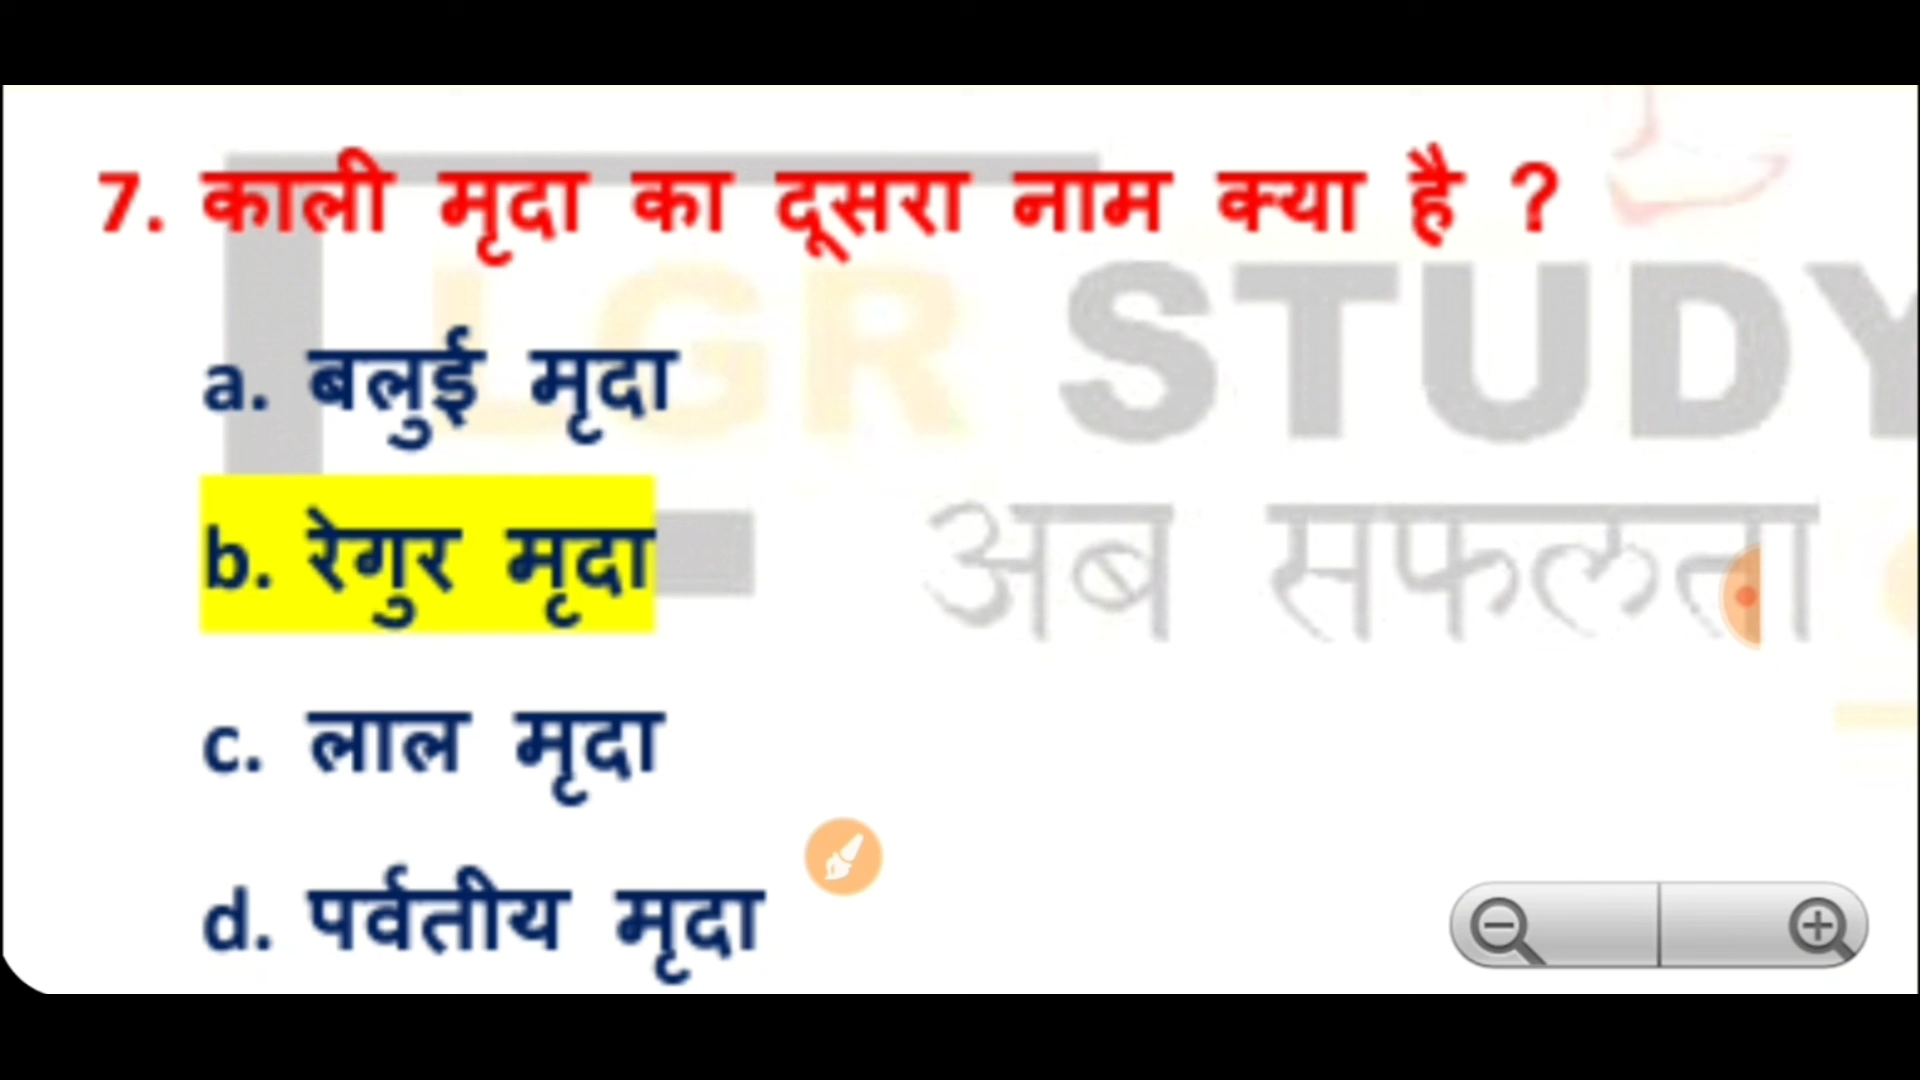 7. काली मृदा का दूसरा नाम क्या है ?
LGR STUDY
a. बलुई मृदा
b. रेगुर मृदा
अब सफलता
c. लाल मृदा
d. पर्वतीय मृदा